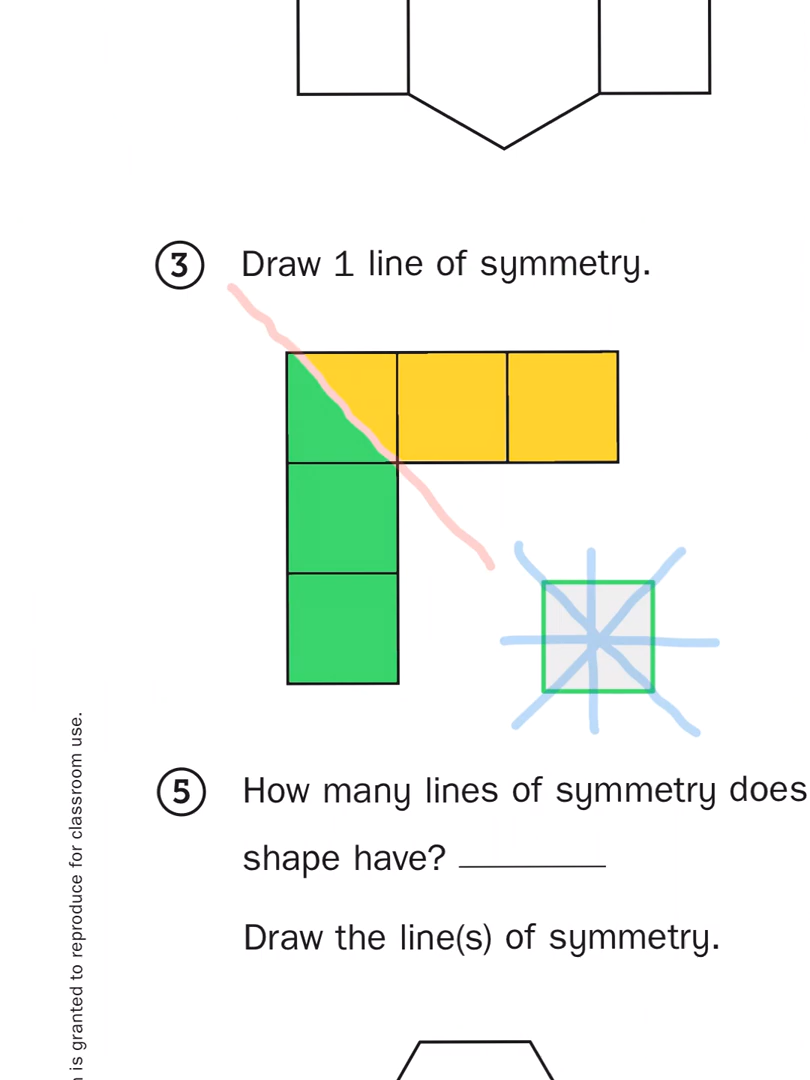 3 Draw 1 line of symmetry.
5 How many lines of symmetry does
shape have?
Draw the line(s) of symmetry.
is granted to reproduce for classroom use.